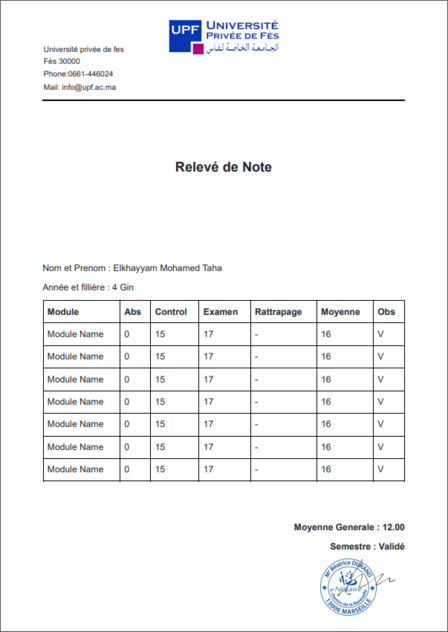 UPF UNIVERSITÉ
PRIVÉE DE FÈS
الجامعة الخاصة لفاس
Université privée de fes
Fès 30000
Phone:0661-446024
Mail: info@upf.ac.ma
Relevé de Note
Nom et Prenom : Elkhayyam Mohamed Taha
Année et fillière : 4 Gin
Module Abs Control Examen Rattrapage Moyenne Obs
Module Name 0 15 17 - 16 V
Module Name 0 15 17 - 16 V
Module Name 0 15 17 - 16 V
Module Name 0 15 17 - 16 V
Module Name 0 15 17 - 16 V
Module Name 0 15 17 - 16 V
Module Name 0 15 17 - 16 V
Moyenne Generale : 12.00
Semestre : Validé
Me Béatrice DURAND
Notaire
13006 MARSEILLE